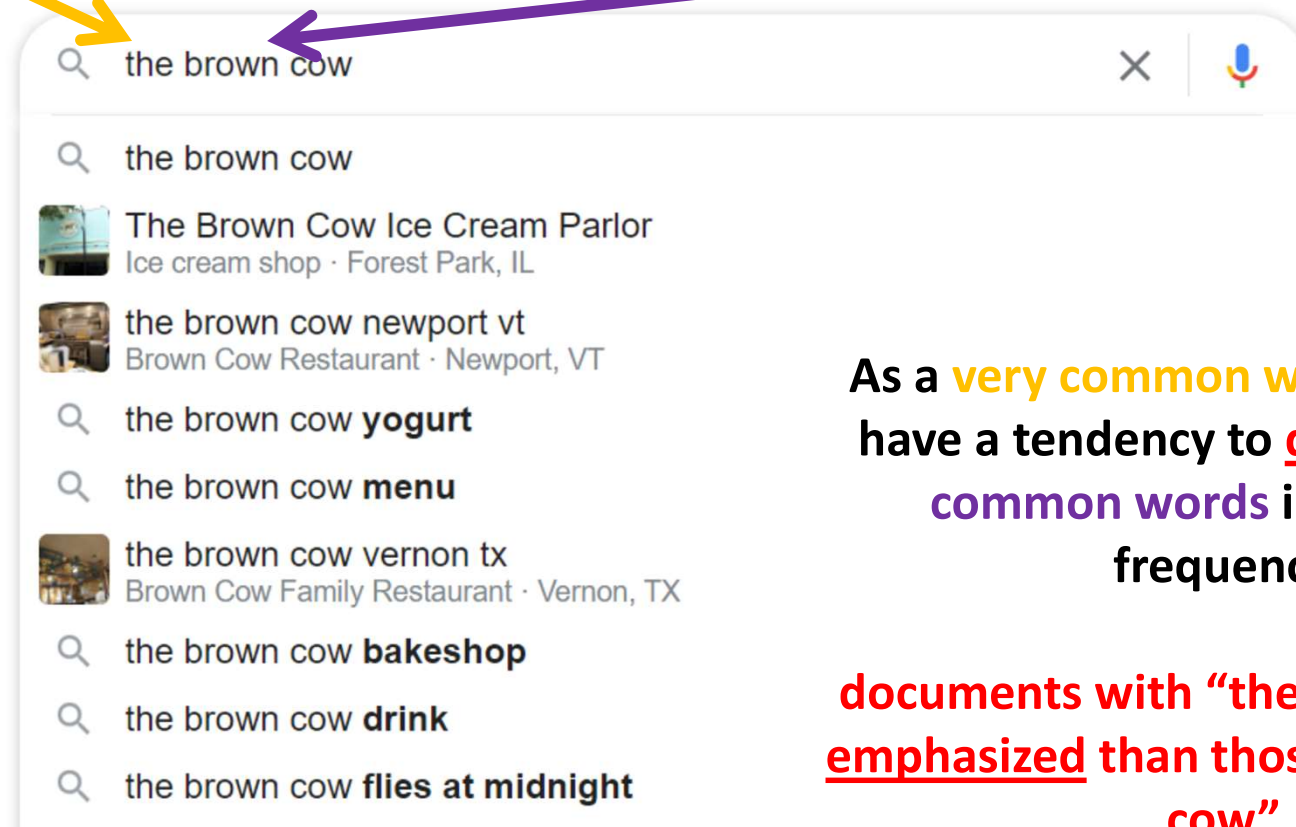 the brown cow
the brown cow
The Brown Cow Ice Cream Parlor
Ice cream shop · Forest Park, IL
the brown cow newport vt
Brown Cow Restaurant · Newport, VT
the brown cow yogurt
the brown cow menu
the brown cow vernon tx
Brown Cow Family Restaurant · Vernon, TX
the brown cow bakeshop
the brown cow drink
the brown cow flies at midnight
As a very common
have a tendency to
common words
documents with “the
emphasized than
cow”